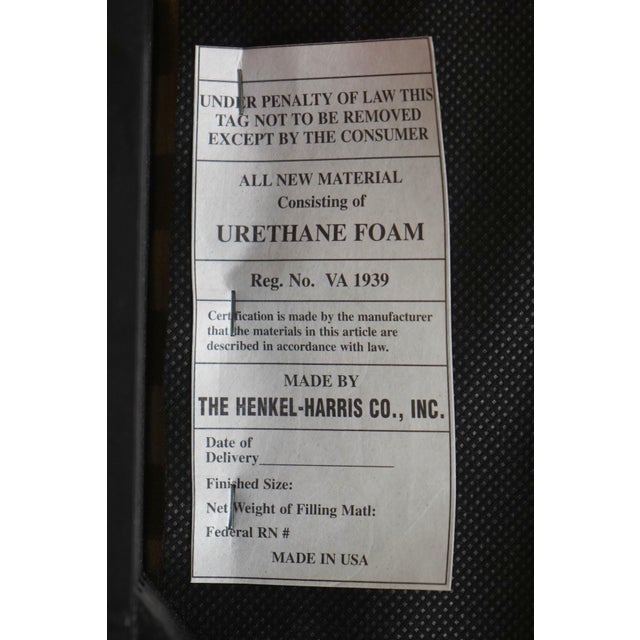 UNDER PENALTY OF LAW THIS
TAG NOT TO BE REMOVED
EXCEPT BY THE CONSUMER
ALL NEW MATERIAL
Consisting of
URETHANE FOAM
Reg. No. VA 1939
Certification is made by the manufacturer
that the materials in this article are
described in accordance with law.
MADE BY
THE HENKEL-HARRIS CO., INC.
Date of
Delivery
Finished Size:
Net Weight of Filling Matl:
Federal RN #
MADE IN USA